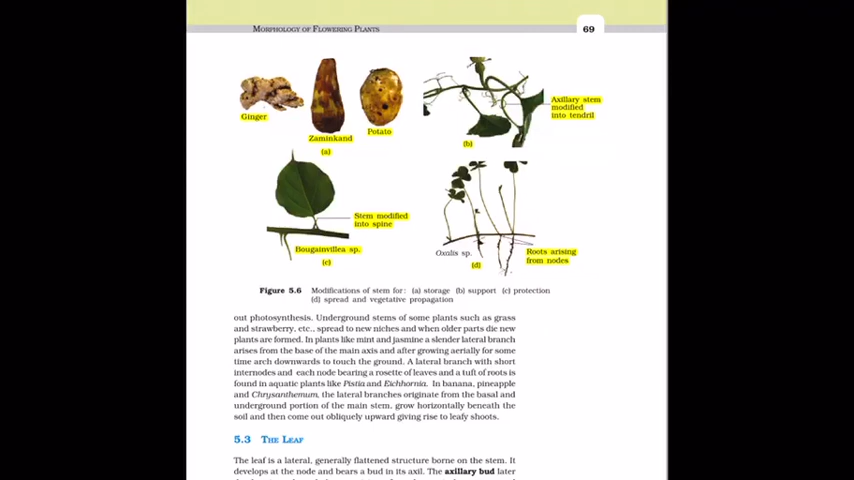 MORPHOLOGY OF FLOWERING PLANTS
69
Ginger
Zaminkand
Potato
(a)
Axillary stem
modified
into tendril
(b)
Stem modified
into spine
Bougainvillea sp.
(c)
Oxalis sp.
Roots arising
from nodes
(d)
Figure 5.6 Modifications of stem for: (a) storage (b) support (c) protection
(d) spread and vegetative propagation
out photosynthesis. Underground stems of some plants such as grass
and strawberry, etc., spread to new niches and when older parts die new
plants are formed. In plants like mint and jasmine a slender lateral branch
arises from the base of the main axis and after growing aerially for some
time arch downwards to touch the ground. A lateral branch with short
internodes and each node bearing a rosette of leaves and a tuft of roots is
found in aquatic plants like Pistia and Eichhornia. In banana, pineapple
and Chrysanthemum, the lateral branches originate from the basal and
underground portion of the main stem, grow horizontally beneath the
soil and then come out obliquely upward giving rise to leafy shoots.
5.3 THE LEAF
The leaf is a lateral, generally flattened structure borne on the stem. It
develops at the node and bears a bud in its axil. The axillary bud later